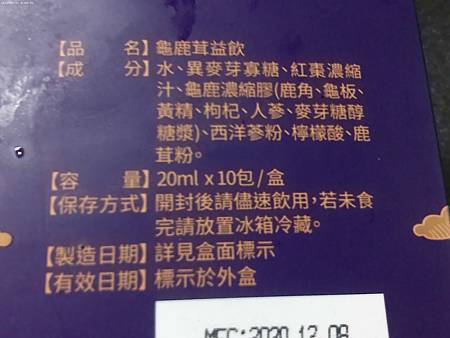 【品　　名】龜鹿茸益飲
【成　　分】水、異麥芽寡糖、紅棗濃縮
汁、龜鹿濃縮膠(鹿角、龜板、
黃精、枸杞、人蔘、麥芽糖醇
糖漿)、西洋蔘粉、檸檬酸、鹿
茸粉。
【容　　量】20ml x 10包/盒
【保存方式】開封後請儘速飲用,若未食
完請放置冰箱冷藏。
【製造日期】詳見盒面標示
【有效日期】標示於外盒
MFG:2020.12.09